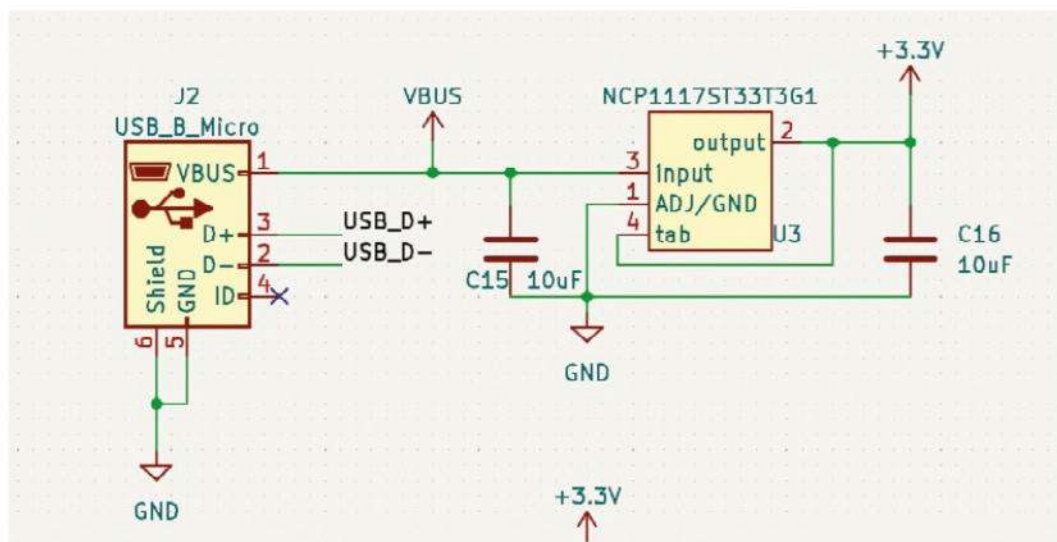 +3.3V
J2
VBUS
NCP1117ST33T3G1
USB_B_Micro
output 2
VBUS 1
3 input
1 ADJ/GND
4 tab
U3
D+ 3 USB_D+
D- 2 USB_D-
ID 4
Shield
GND
6
5
C15 10uF
C16
10uF
GND
GND
+3.3V